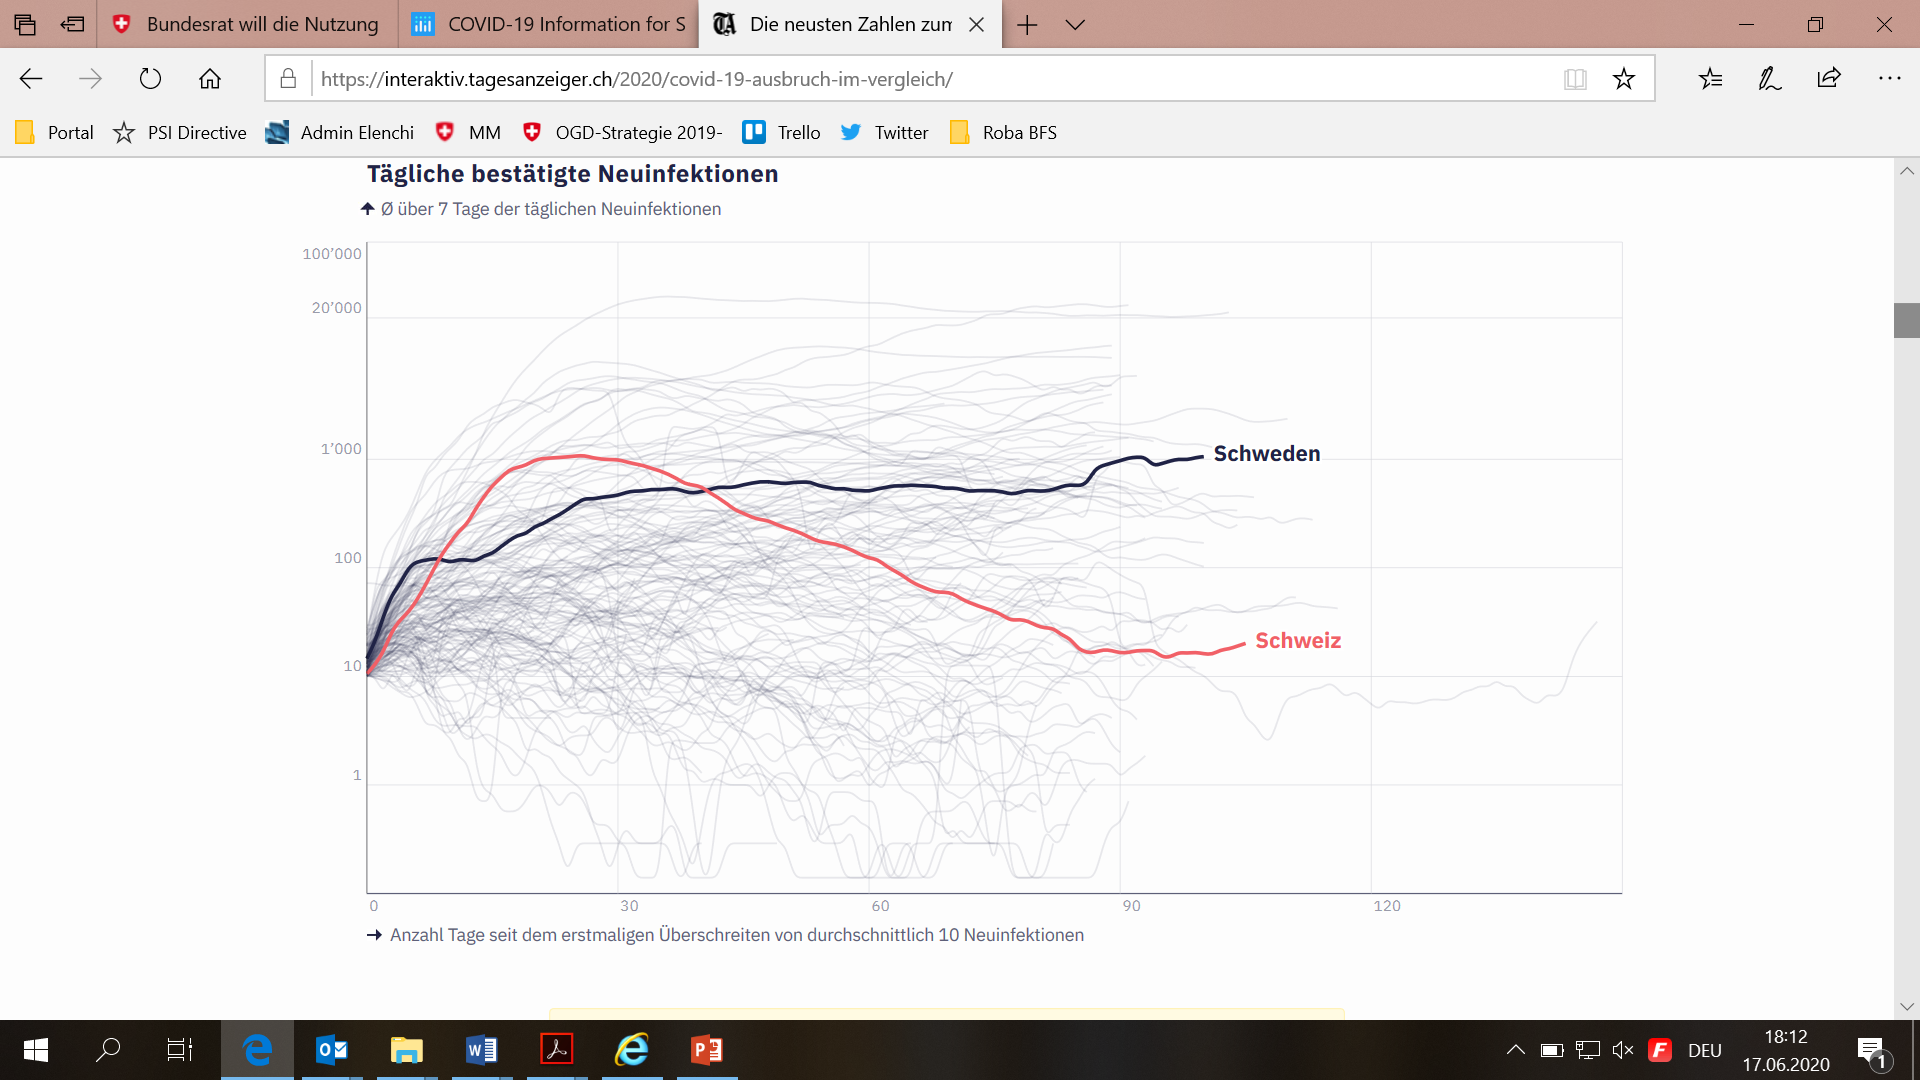 Bundesrat will die Nutzung
COVID-19 Information for S
Die neusten Zahlen zum
https://interaktiv.tagesanzeiger.ch/2020/covid-19-ausbruch-im-vergleich/
Portal
PSI Directive
Admin Elenchi
MM
OGD-Strategie 2019-
Trello
Twitter
Roba BFS
Tägliche bestätigte Neuinfektionen
Ø über 7 Tage der täglichen Neuinfektionen
100’000
20’000
1’000
100
10
1
Schweden
Schweiz
0 30 60 90 120
Anzahl Tage seit dem erstmaligen Überschreiten von durchschnittlich 10 Neuinfektionen
DEU
18:12
17.06.2020
1